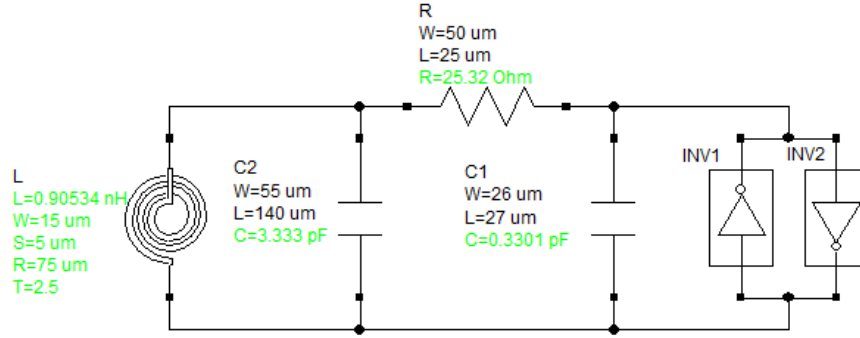 R
W=50 um
L=25 um
R=25.32 Ohm
L
L=0.90534 nH
W=15 um
S=5 um
R=75 um
T=2.5
C2
W=55 um
L=140 um
C=3.333 pF
C1
W=26 um
L=27 um
C=0.3301 pF
INV1
INV2